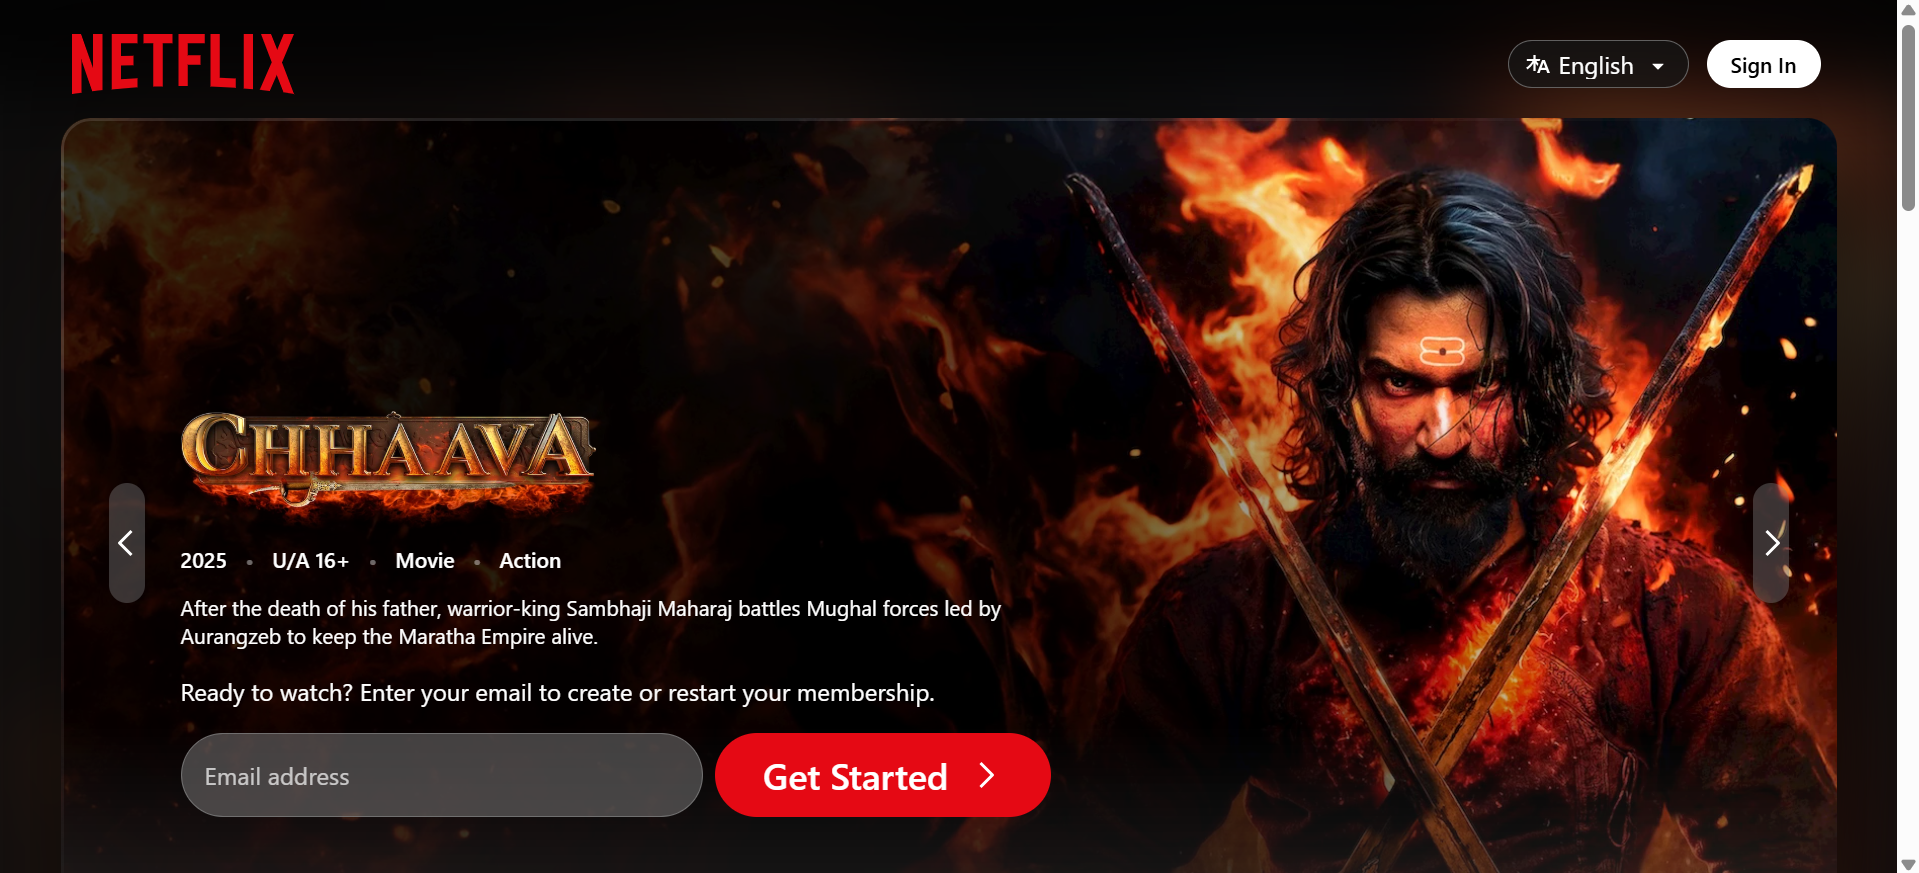 NETFLIX
English
Sign In
CHHAAVA
2025 • U/A 16+ • Movie • Action
After the death of his father, warrior-king Sambhaji Maharaj battles Mughal forces led by
Aurangzeb to keep the Maratha Empire alive.
Ready to watch? Enter your email to create or restart your membership.
Email address
Get Started